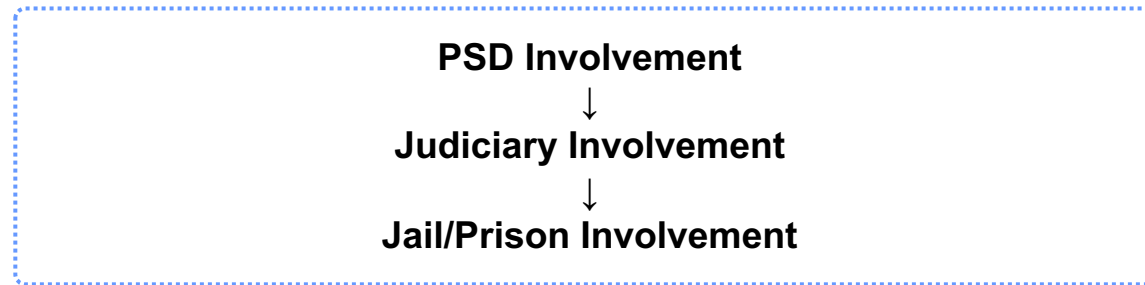 PSD Involvement
↓
Judiciary Involvement
↓
Jail/Prison Involvement